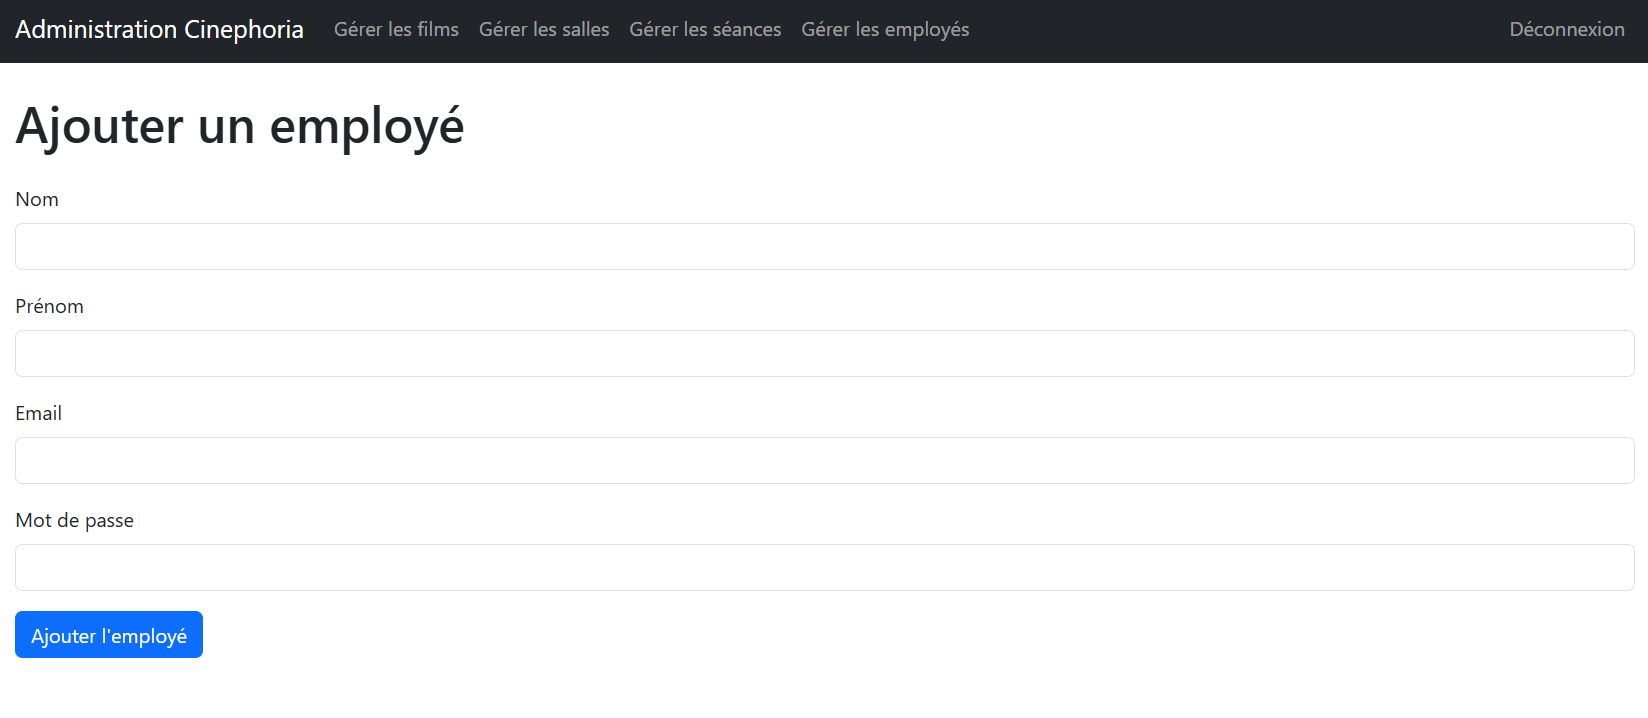 Administration Cinephoria Gérer les films Gérer les salles Gérer les séances Gérer les employés Déconnexion
Ajouter un employé
Nom
Prénom
Email
Mot de passe
Ajouter l'employé